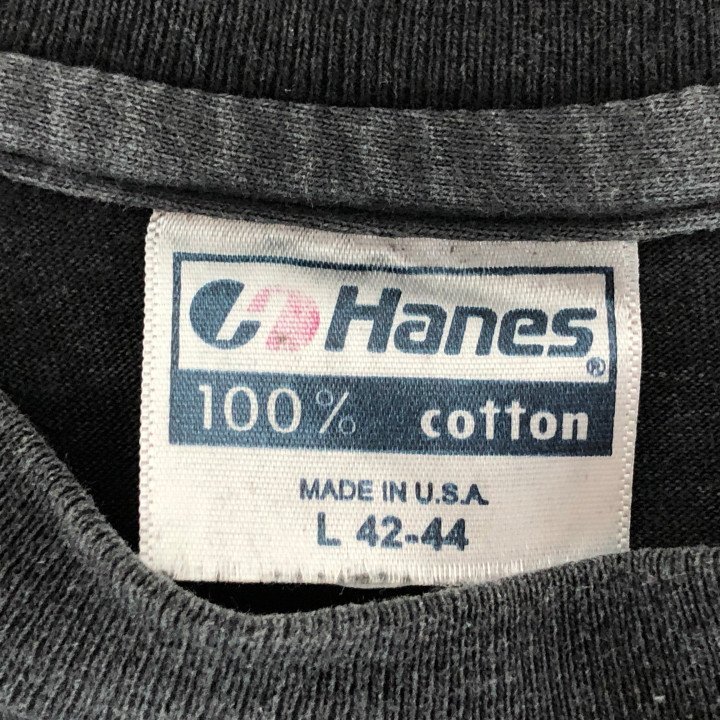 Hanes®
100% cotton
MADE IN U.S.A.
L 42-44